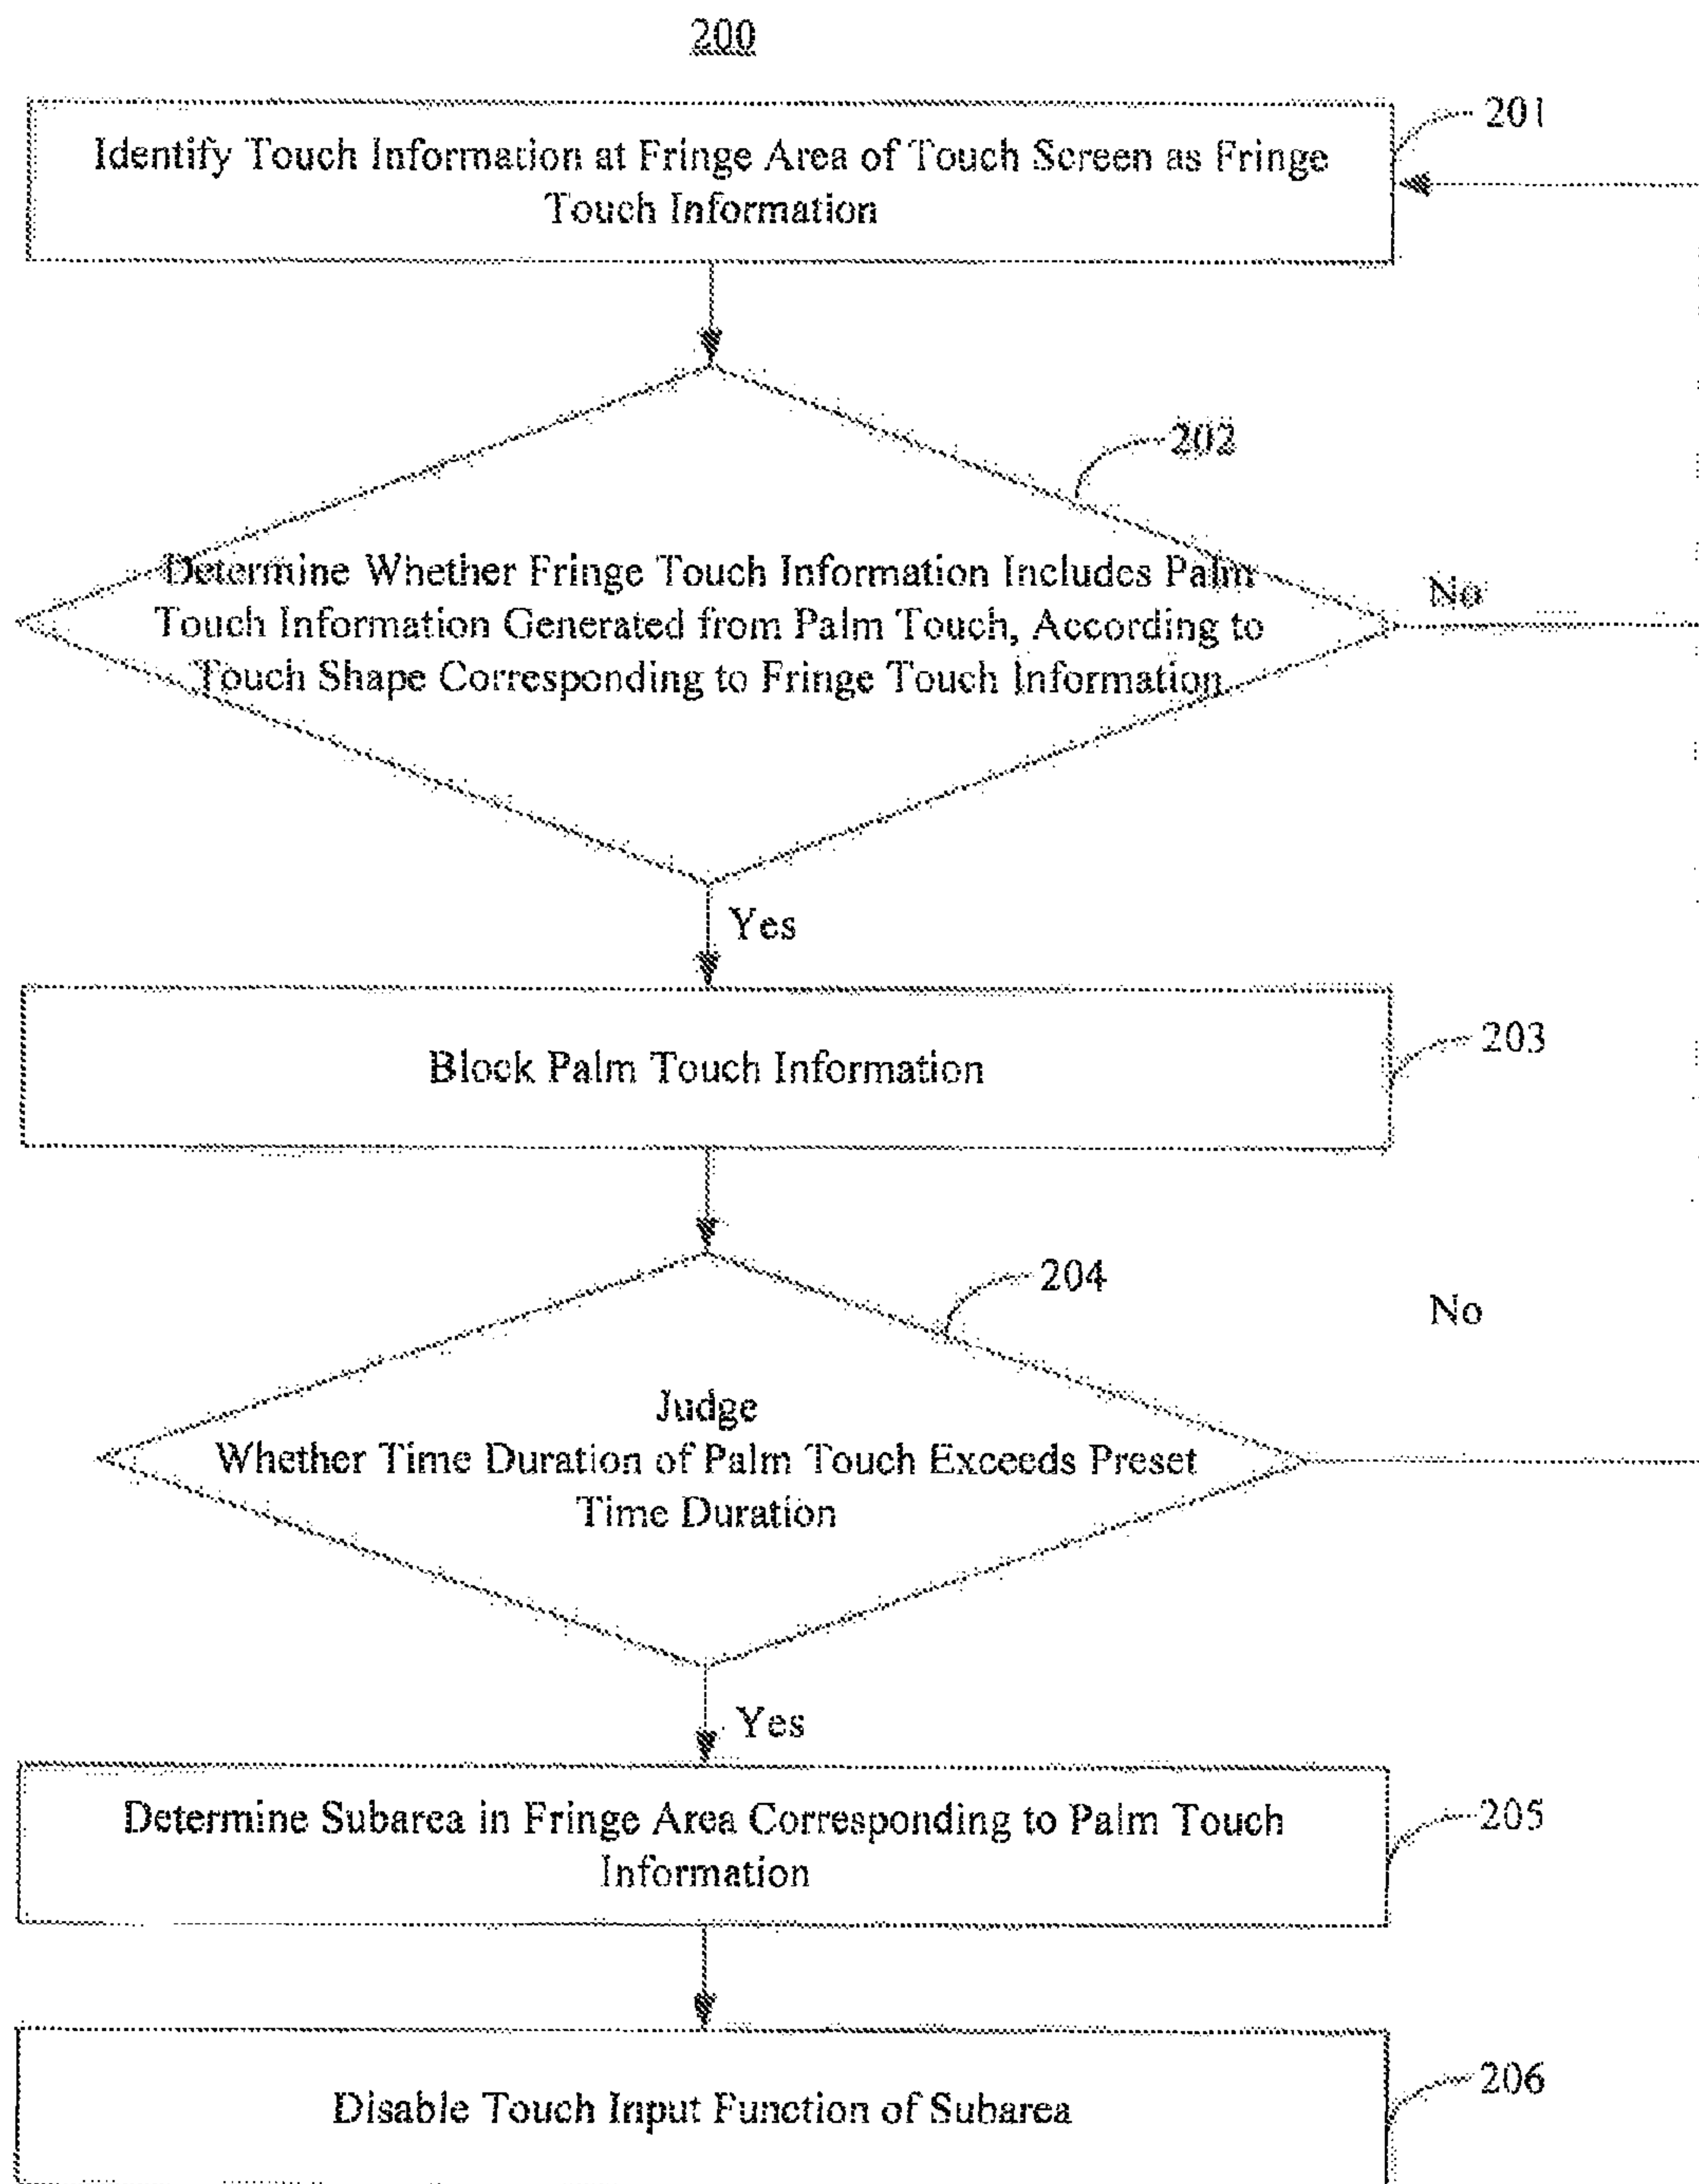 200
201
Identify Touch Information at Fringe Area of Touch Screen as Fringe
Touch Information
202
Determine Whether Fringe Touch Information Includes Palm
Touch Information Generated from Palm Touch, According to
Touch Shape Corresponding to Fringe Touch Information
No
Yes
203
Block Palm Touch Information
204
No
Judge
Whether Time Duration of Palm Touch Exceeds Preset
Time Duration
Yes
Determine Subarea in Fringe Area Corresponding to Palm Touch
Information
205
206
Disable Touch Input Function of Subarea